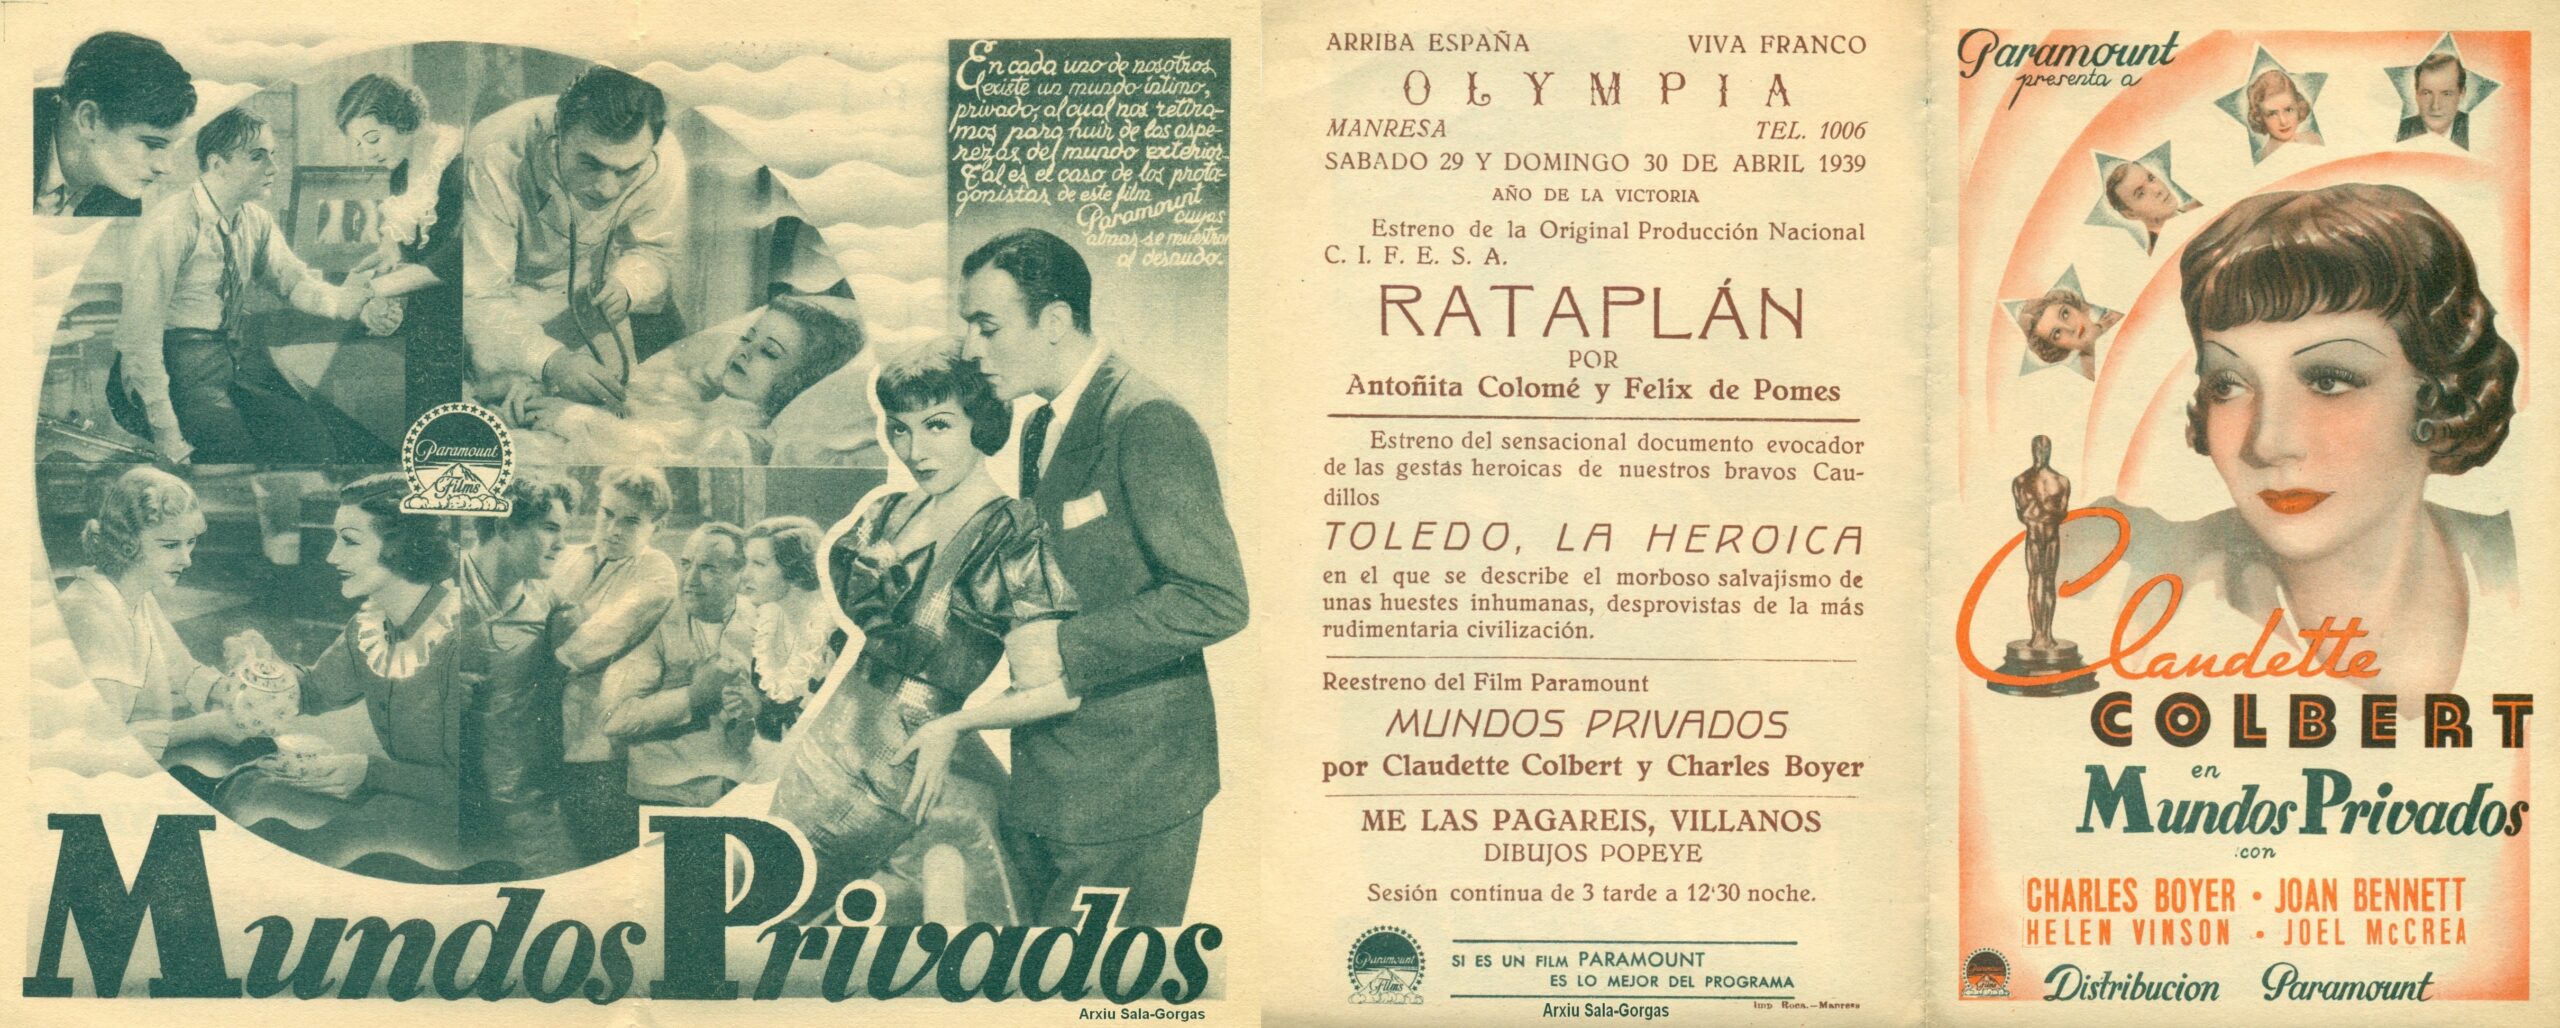 En cada uno de nosotros
existe un mundo íntimo,
privado, al cual nos retira-
mos para huir de las aspe-
rezas del mundo exterior.
Tal es el caso de los prota-
gonistas de este film
Paramount cuyas
almas se muestran
al desnudo.
Paramount
Films
Mundos Privados
Arxiu Sala-Gorgas
ARRIBA ESPAÑA VIVA FRANCO
OLYMPIA
MANRESA TEL. 1006
SABADO 29 Y DOMINGO 30 DE ABRIL 1939
AÑO DE LA VICTORIA
Estreno de la Original Producción Nacional
C. I. F. E. S. A.
RATAPLÁN
POR
Antoñita Colomé y Felix de Pomes
Estreno del sensacional documento evocador
de las gestas heroicas de nuestros bravos Cau-
dillos
TOLEDO, LA HEROICA
en el que se describe el morboso salvajismo de
unas huestes inhumanas, desprovistas de la más
rudimentaria civilización.
Reestreno del Film Paramount
MUNDOS PRIVADOS
por Claudette Colbert y Charles Boyer
ME LAS PAGAREIS, VILLANOS
DIBUJOS POPEYE
Sesión continua de 3 tarde a 12'30 noche.
Paramount
Films
SI ES UN FILM PARAMOUNT
ES LO MEJOR DEL PROGRAMA
Imp Roca.—Manresa
Arxiu Sala-Gorgas
Paramount
presenta a
Claudette
COLBERT
en
Mundos Privados
con
CHARLES BOYER • JOAN BENNETT
HELEN VINSON • JOEL McCREA
Paramount
Films
Distribucion Paramount